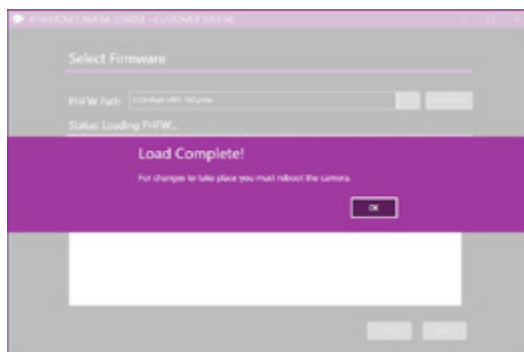 PHANTOM CAMERA LOADER - CUSTOMER
Select Firmware
PHFW Path
Status: Loading PHFW...
Load Complete!
For changes to take place you must reboot the camera.
OK